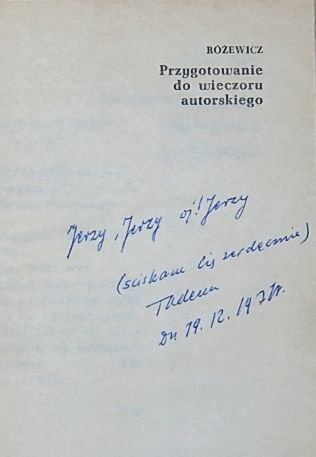 RÓŻEWICZ
Przygotowanie
do wieczoru
autorskiego
Jerzy, Jerzy oj! Jerzy
(ściskam Cię serdecznie)
Tadeusz
Dn 19. 12. 1971r.